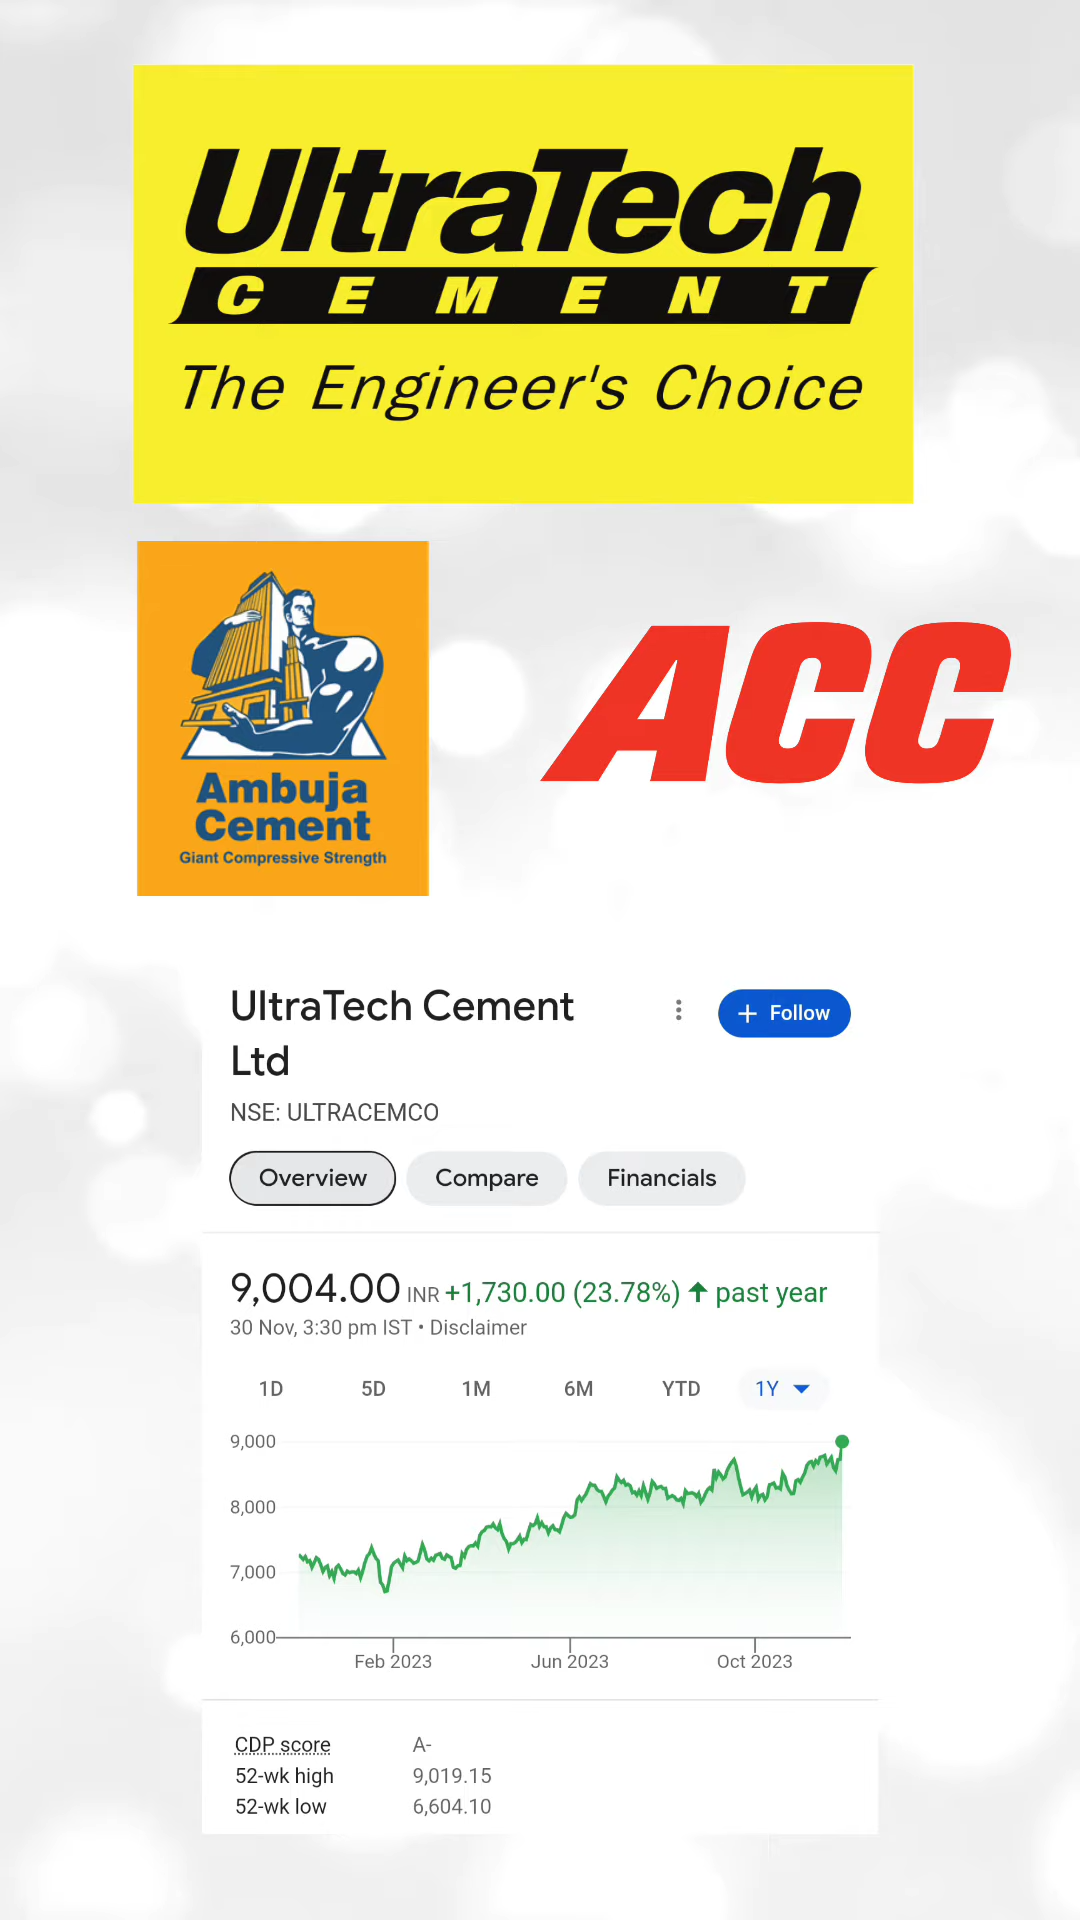 UltraTech
CEMENT
The Engineer's Choice
Ambuja
Cement
Giant Compressive Strength
ACC
UltraTech Cement
Ltd
+ Follow
NSE: ULTRACEMCO
Overview Compare Financials
9,004.00 INR +1,730.00 (23.78%) ↑ past year
30 Nov, 3:30 pm IST • Disclaimer
1D 5D 1M 6M YTD 1Y
9,000
8,000
7,000
6,000
Feb 2023 Jun 2023 Oct 2023
CDP score A-
52-wk high 9,019.15
52-wk low 6,604.10